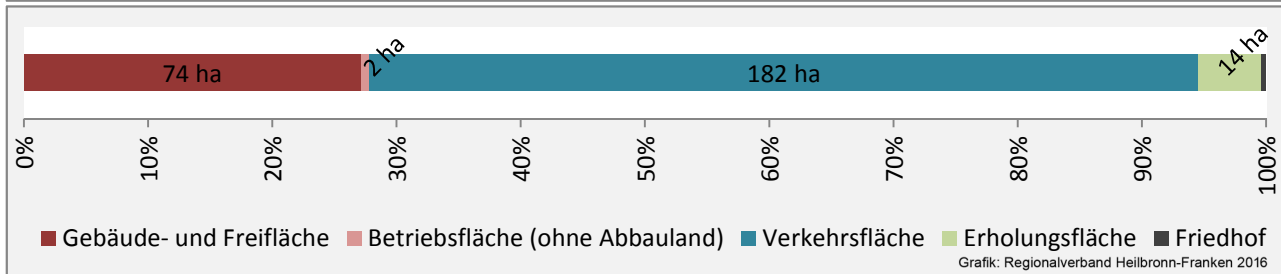 74 ha 2 ha 182 ha 14 ha
0% 10% 20% 30% 40% 50% 60% 70% 80% 90% 100%
Gebäude- und Freifläche Betriebsfläche (ohne Abbauland) Verkehrsfläche Erholungsfläche Friedhof
Grafik: Regionalverband Heilbronn-Franken 2016